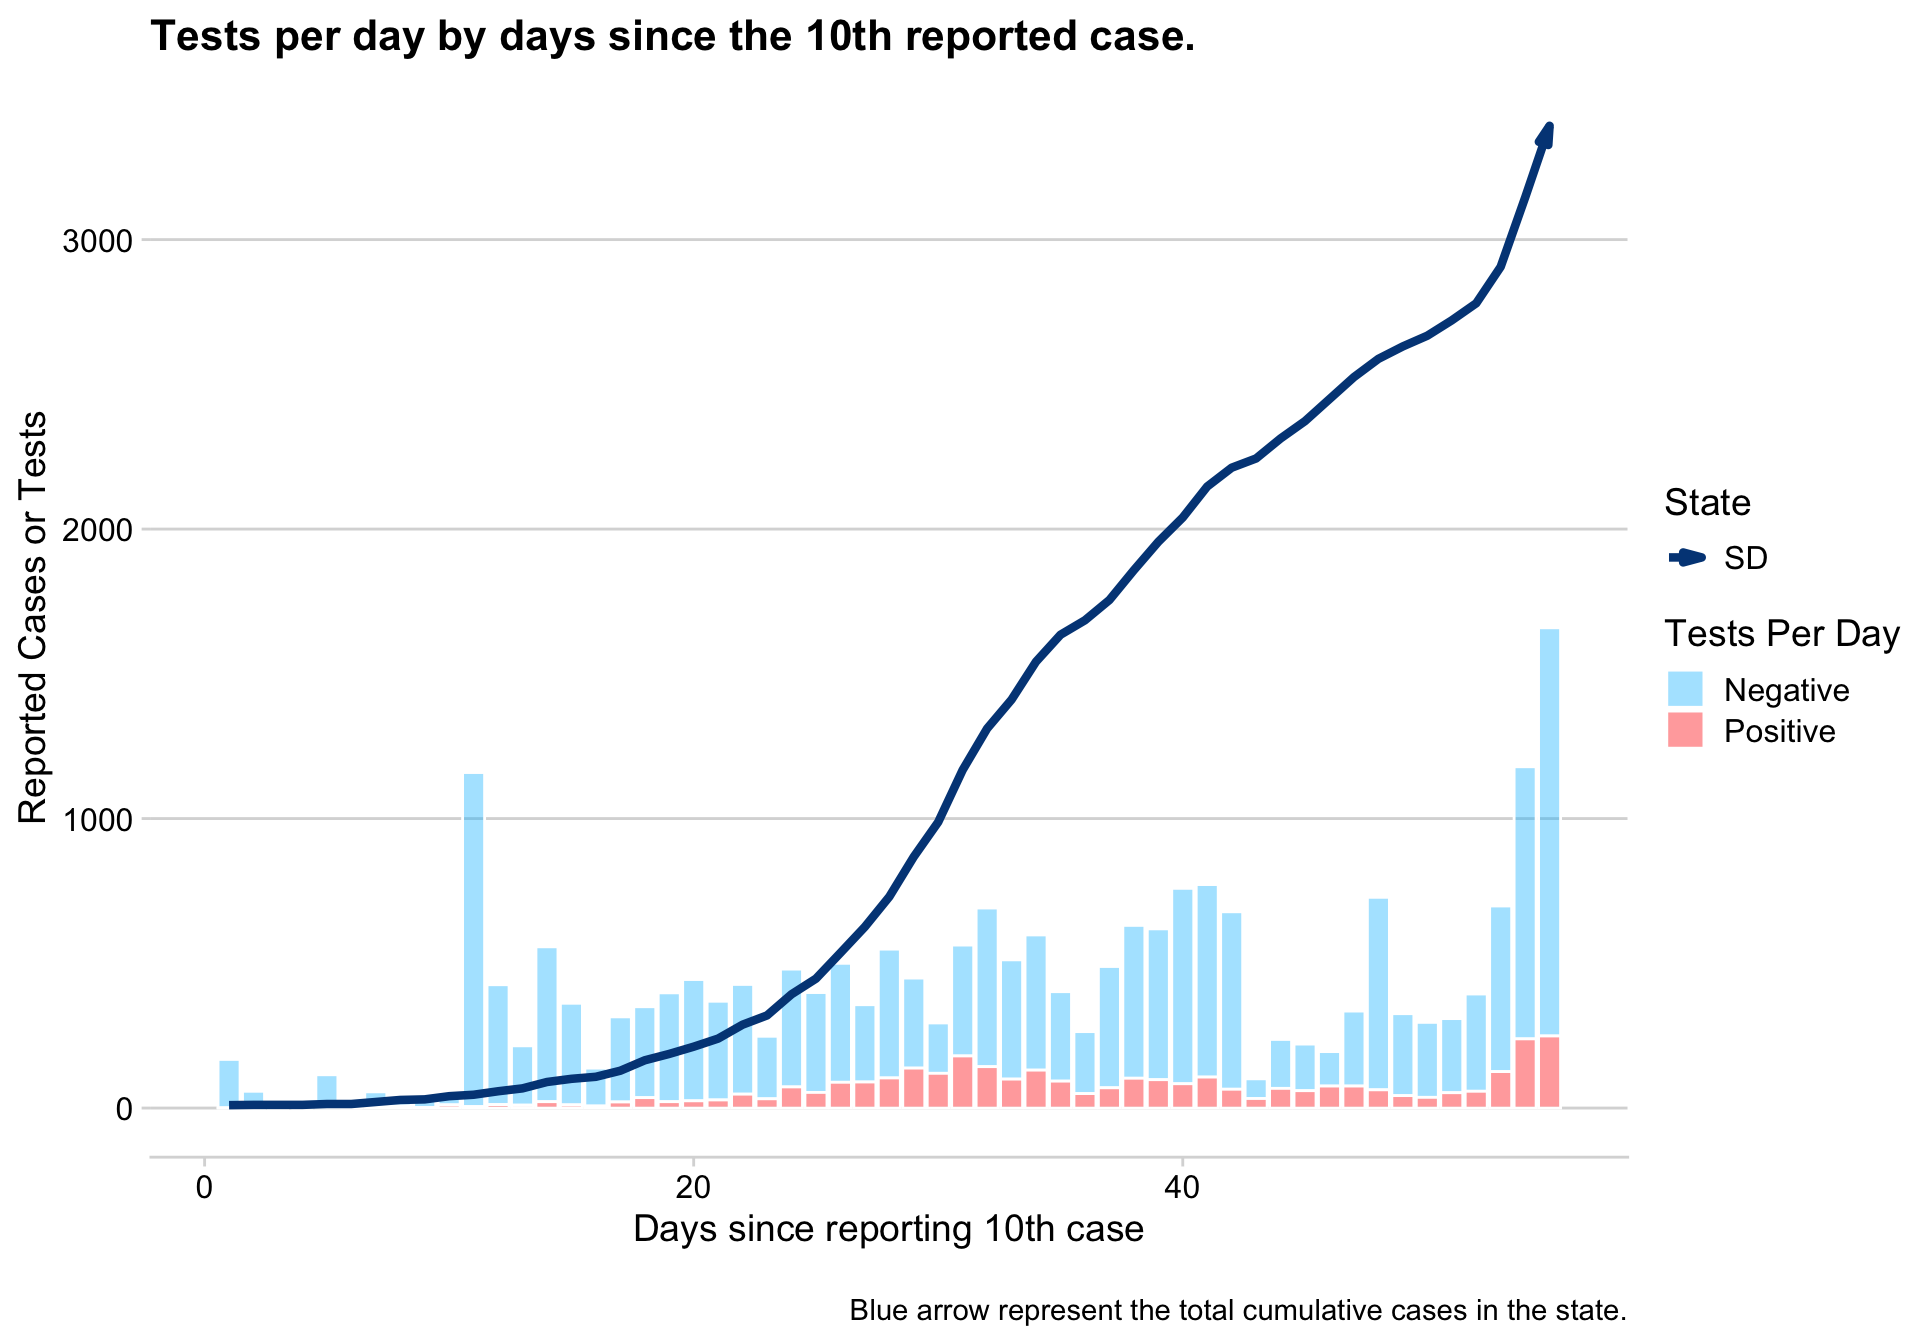 Tests per day by days since the 10th reported case.
Reported Cases or Tests
3000
2000
1000
0
0
20
40
Days since reporting 10th case
State
SD
Tests Per Day
Negative
Positive
Blue arrow represent the total cumulative cases in the state.